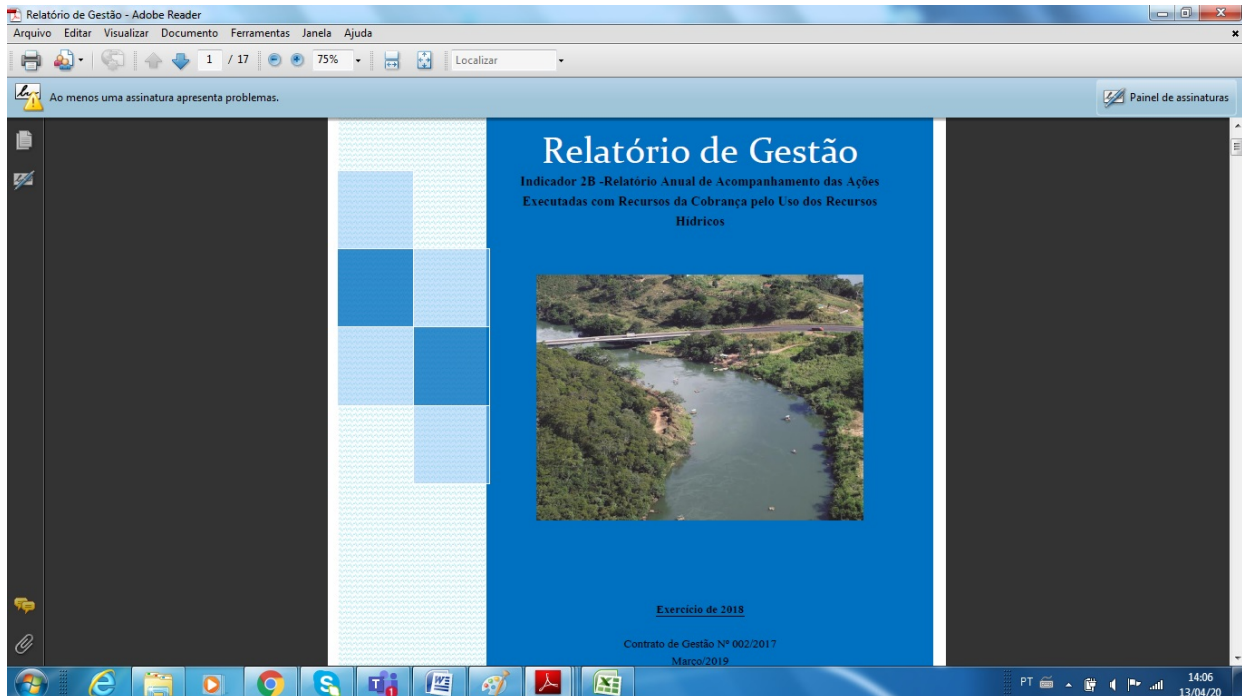 Relatório de Gestão - Adobe Reader
Arquivo Editar Visualizar Documento Ferramentas Janela Ajuda
1 / 17 75% Localizar
Ao menos uma assinatura apresenta problemas.
Painel de assinaturas
Relatório de Gestão
Indicador 2B -Relatório Anual de Acompanhamento das Ações
Executadas com Recursos da Cobrança pelo Uso dos Recursos
Hídricos
Exercício de 2018
Contrato de Gestão Nº 002/2017
Março/2019
PT
14:06
13/04/20